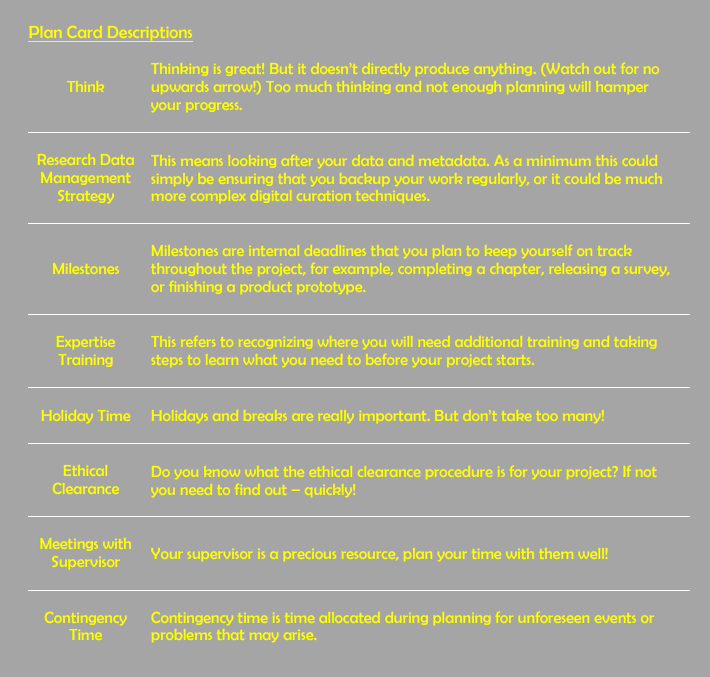 Plan Card Descriptions
Think
Thinking is great! But it doesn't directly produce anything. (Watch out for no
upwards arrow!) Too much thinking and not enough planning will hamper
your progress.
Research Data
Management
Strategy
This means looking after your data and metadata. As a minimum this could
simply be ensuring that you backup your work regularly, or it could be much
more complex digital curation techniques.
Milestones
Milestones are internal deadlines that you plan to keep yourself on track
throughout the project, for example, completing a chapter, releasing a survey,
or finishing a product prototype.
Expertise
Training
This refers to recognizing where you will need additional training and taking
steps to learn what you need to before your project starts.
Holiday Time
Holidays and breaks are really important. But don't take too many!
Ethical
Clearance
Do you know what the ethical clearance procedure is for your project? If not
you need to find out – quickly!
Meetings with
Supervisor
Your supervisor is a precious resource, plan your time with them well!
Contingency
Time
Contingency time is time allocated during planning for unforeseen events or
problems that may arise.